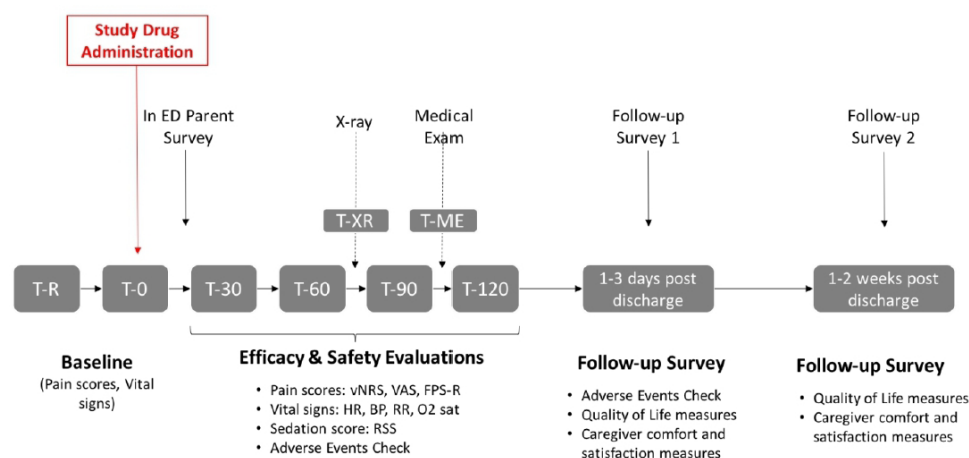 Study Drug
Administration
In ED Parent
Survey
X-ray
Medical
Exam
Follow-up
Survey 1
Follow-up
Survey 2
T-XR
T-ME
T-R
T-0
T-30
T-60
T-90
T-120
1-3 days post
discharge
1-2 weeks post
discharge
Baseline
(Pain scores, Vital
signs)
Efficacy & Safety Evaluations
• Pain scores: vNRS, VAS, FPS-R
• Vital signs: HR, BP, RR, O2 sat
• Sedation score: RSS
• Adverse Events Check
Follow-up Survey
• Adverse Events Check
• Quality of Life measures
• Caregiver comfort and
satisfaction measures
Follow-up Survey
• Quality of Life measures
• Caregiver comfort and
satisfaction measures